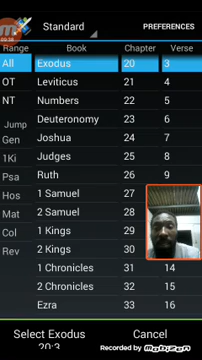 00:38
Standard PREFERENCES
Range Book Chapter Verse
All Exodus 20 3
OT Leviticus 21 4
NT Numbers 22 5
Jump Deuteronomy 23 6
Gen Joshua 24 7
1Ki Judges 25 8
Psa Ruth 26 9
Hos 1 Samuel 27
Mat 2 Samuel 28
Col 1 Kings 29
Rev 2 Kings 30
1 Chronicles 31 14
2 Chronicles 32 15
Ezra 33 16
Select Exodus Cancel
20:3
Recorded by Mobizen